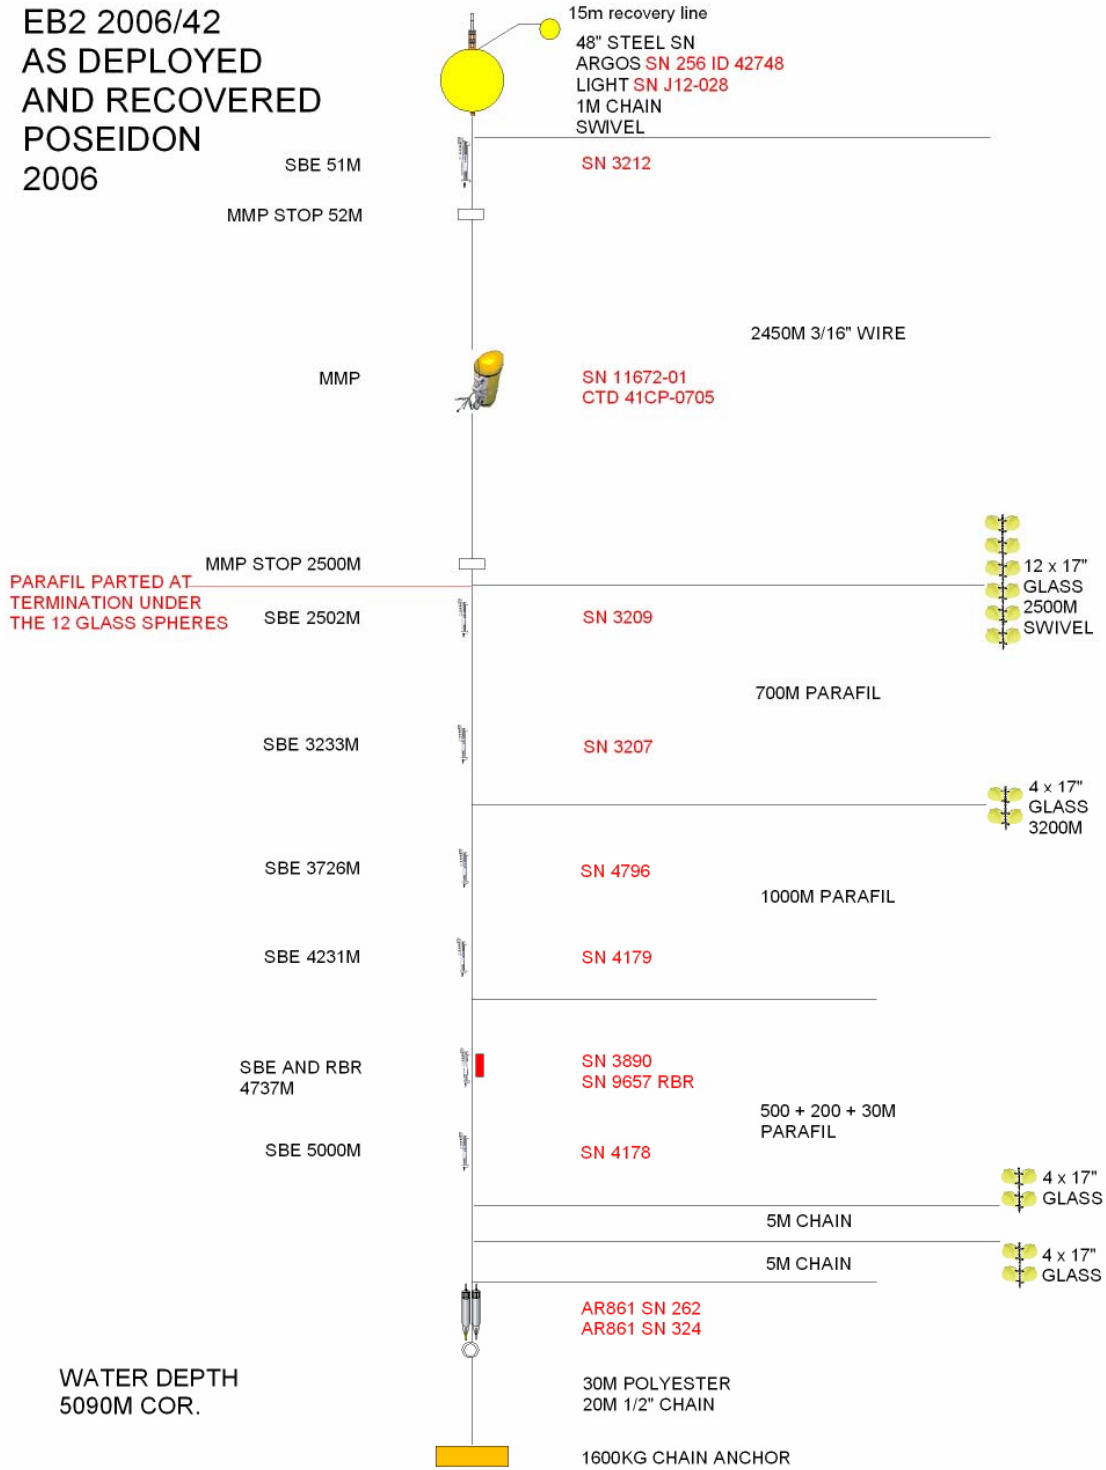 EB2 2006/42
AS DEPLOYED
AND RECOVERED
POSEIDON
2006
15m recovery line
48" STEEL SN
ARGOS SN 256 ID 42748
LIGHT SN J12-028
1M CHAIN
SWIVEL
SBE 51M
SN 3212
MMP STOP 52M
2450M 3/16" WIRE
MMP
SN 11672-01
CTD 41CP-0705
MMP STOP 2500M
12 x 17"
GLASS
2500M
SWIVEL
PARAFIL PARTED AT
TERMINATION UNDER
THE 12 GLASS SPHERES
SBE 2502M
SN 3209
700M PARAFIL
SBE 3233M
SN 3207
4 x 17"
GLASS
3200M
SBE 3726M
SN 4796
1000M PARAFIL
SBE 4231M
SN 4179
SBE AND RBR
4737M
SN 3890
SN 9657 RBR
500 + 200 + 30M
PARAFIL
SBE 5000M
SN 4178
4 x 17"
GLASS
5M CHAIN
4 x 17"
GLASS
5M CHAIN
AR861 SN 262
AR861 SN 324
WATER DEPTH
5090M COR.
30M POLYESTER
20M 1/2" CHAIN
1600KG CHAIN ANCHOR